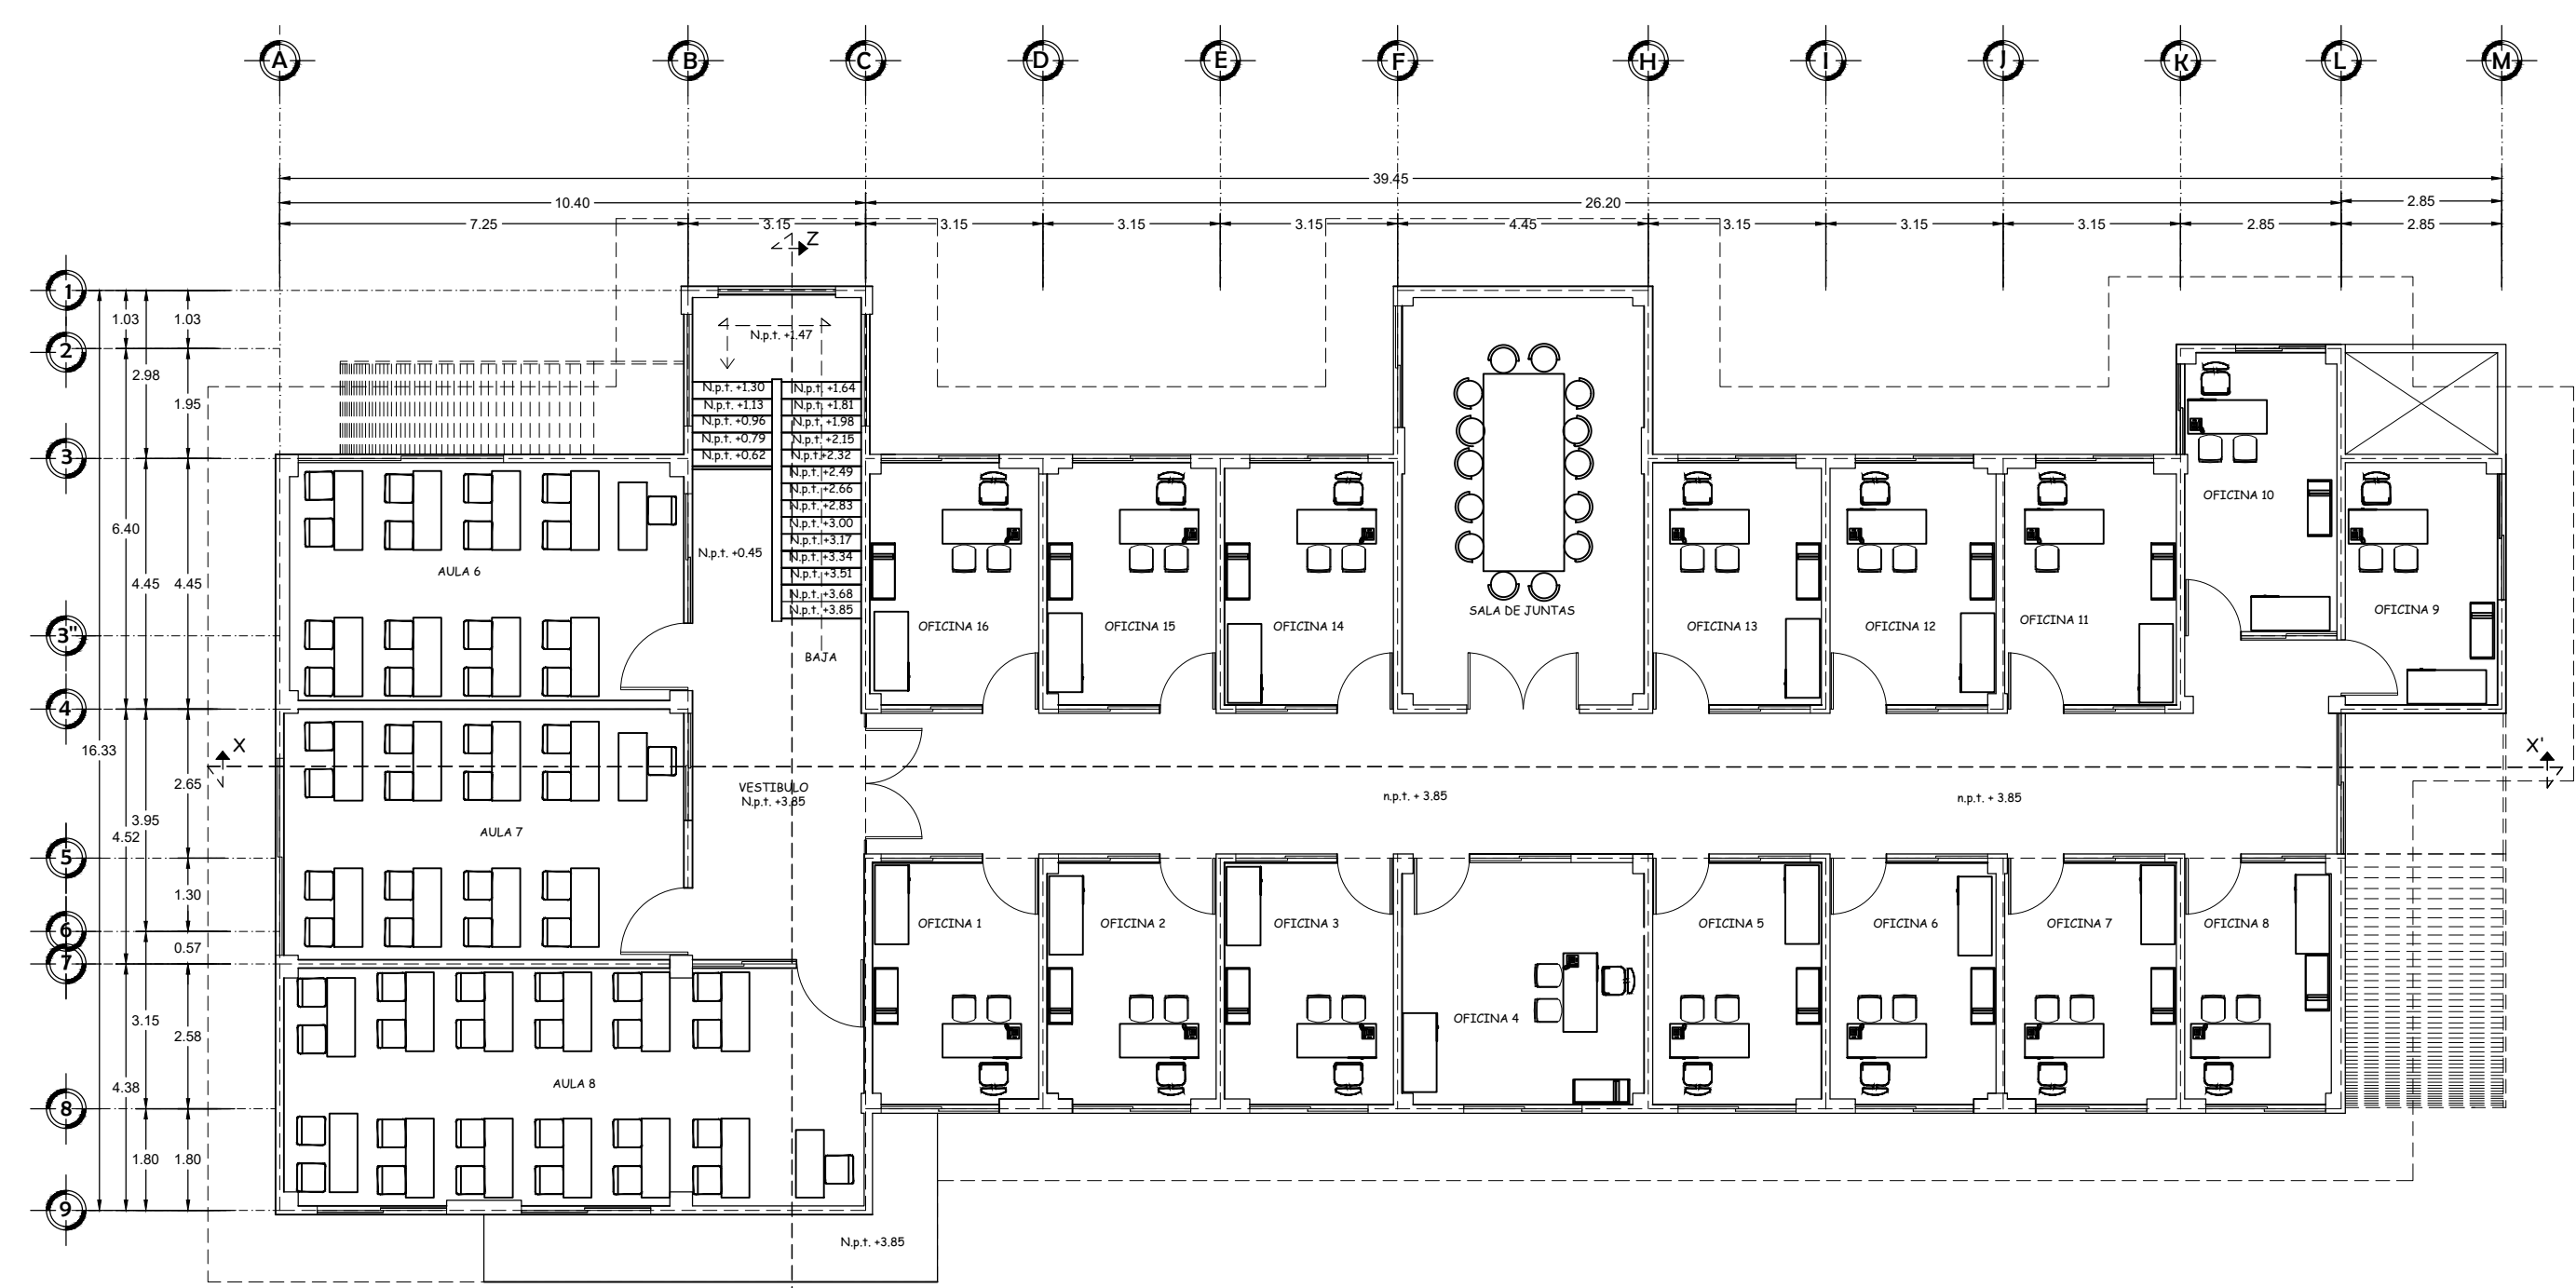 A B C D E F H I J K L M
39.45
10.40 26.20 2.85
7.25 3.15 3.15 3.15 3.15 4.45 3.15 3.15 3.15 2.85 2.85
Z
1
1.03 1.03
N.p.t. +1.47
2
2.98
1.95
N.p.t. +1.30 N.p.t. +1.64
N.p.t. +1.13 N.p.t. +1.81
N.p.t. +0.96 N.p.t. +1.98
N.p.t. +0.79 N.p.t. +2.15
N.p.t. +0.62 N.p.t. +2.32
3
N.p.t. +2.49
N.p.t. +2.66
N.p.t. +2.83
N.p.t. +3.00
N.p.t. +3.17
N.p.t. +3.34
N.p.t. +3.51
N.p.t. +3.68
N.p.t. +3.85
N.p.t. +0.45
BAJA
OFICINA 10
6.40
4.45 4.45
AULA 6
SALA DE JUNTAS
OFICINA 9
OFICINA 16 OFICINA 15 OFICINA 14 OFICINA 13 OFICINA 12 OFICINA 11
3"
4
16.33
X X'
2.65
VESTIBULO
N.p.t. +3.85
n.p.t. + 3.85 n.p.t. + 3.85
3.95
4.52
AULA 7
5
1.30
OFICINA 1 OFICINA 2 OFICINA 3 OFICINA 5 OFICINA 6 OFICINA 7 OFICINA 8
6
0.57
7
OFICINA 4
3.15
2.58
4.38
AULA 8
8
1.80 1.80
9
N.p.t. +3.85